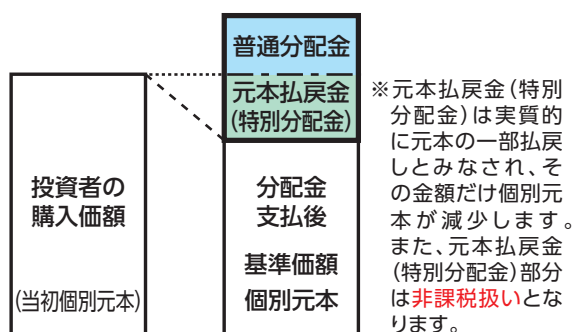 普通分配金
元本払戻金
(特別分配金)
投資者の
購入価額
(当初個別元本)
分配金
支払後
基準価額
個別元本
※元本払戻金(特別
分配金)は実質的
に元本の一部払戻
しとみなされ、そ
の金額だけ個別元
本が減少します。
また、元本払戻金
(特別分配金)部分
は非課税扱いとな
ります。